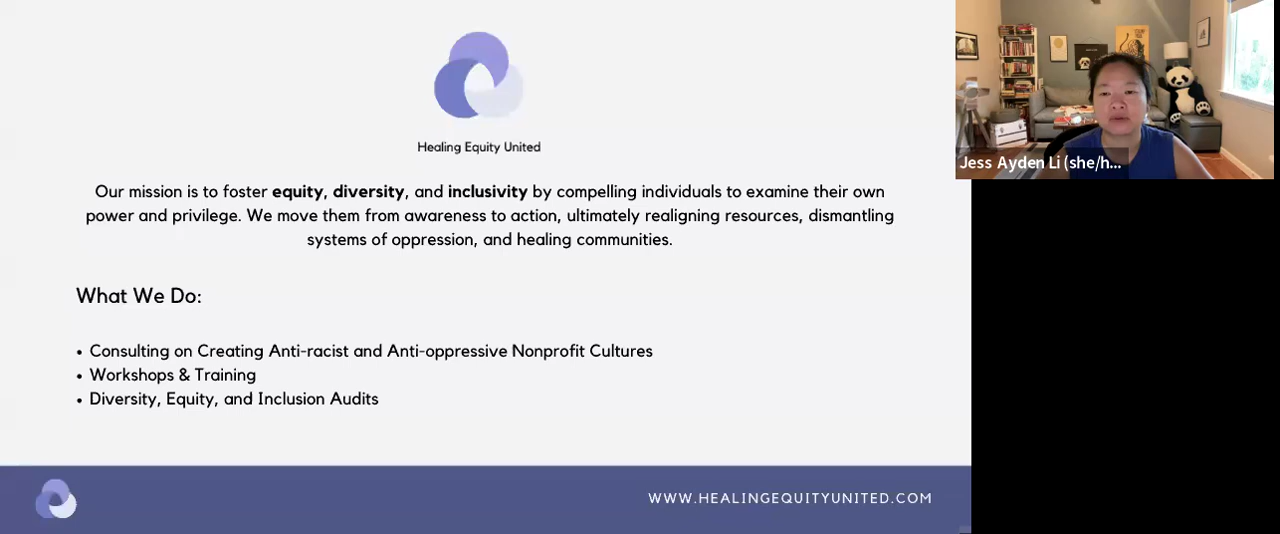 Healing Equity United
Our mission is to foster equity, diversity, and inclusivity by compelling individuals to examine their own
power and privilege. We move them from awareness to action, ultimately realigning resources, dismantling
systems of oppression, and healing communities.
What We Do:
• Consulting on Creating Anti-racist and Anti-oppressive Nonprofit Cultures
• Workshops & Training
• Diversity, Equity, and Inclusion Audits
WWW.HEALINGEQUITYUNITED.COM
Jess Ayden Li (she/h...